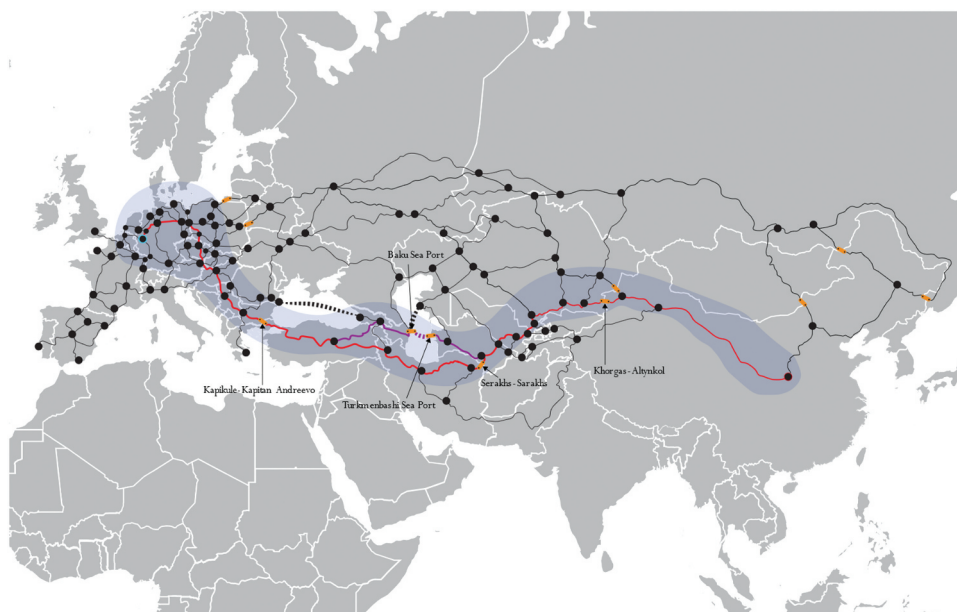 Baku Sea Port
Khorgas-Altynkol
Kapikule-Kapitan Andreevo
Serakhs-Sarakhs
Turkmenbashi Sea Port